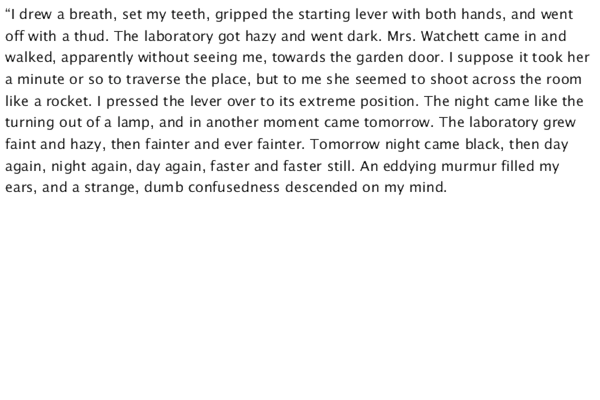 “I drew a breath, set my teeth, gripped the starting lever with both hands, and went
off with a thud. The laboratory got hazy and went dark. Mrs. Watchett came in and
walked, apparently without seeing me, towards the garden door. I suppose it took her
a minute or so to traverse the place, but to me she seemed to shoot across the room
like a rocket. I pressed the lever over to its extreme position. The night came like the
turning out of a lamp, and in another moment came tomorrow. The laboratory grew
faint and hazy, then fainter and ever fainter. Tomorrow night came black, then day
again, night again, day again, faster and faster still. An eddying murmur filled my
ears, and a strange, dumb confusedness descended on my mind.